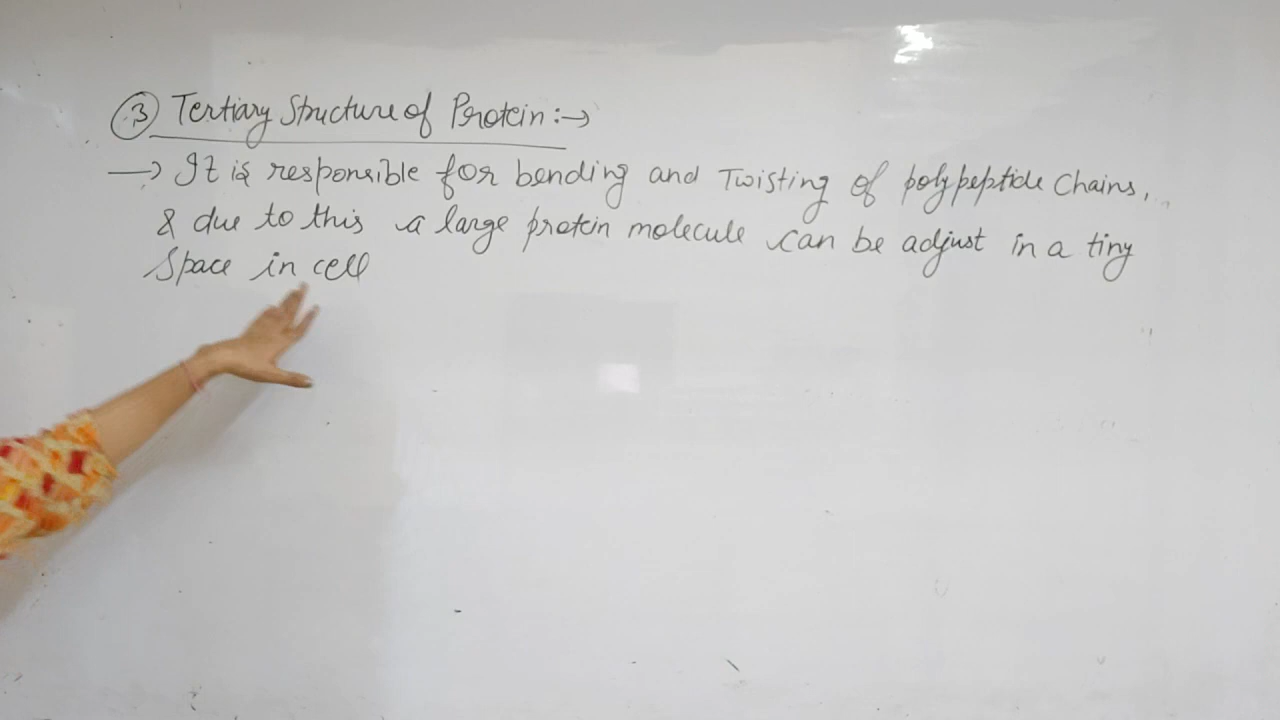 ③ Tertiary Structure of Protein :→
→ It is responsible for bending and Twisting of polypeptide Chains,
& due to this a large protein molecule can be adjust in a tiny
Space in cell